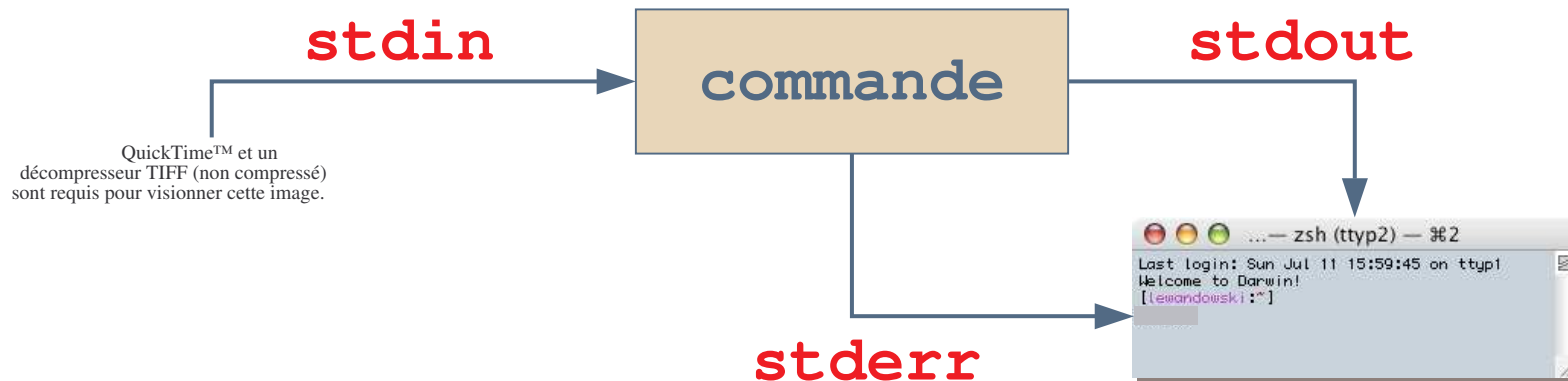 stdin
stdout
commande
QuickTime™ et un
décompresseur TIFF (non compressé)
sont requis pour visionner cette image.
...— zsh (ttyp2) — ⌘2
Last login: Sun Jul 11 15:59:45 on ttyp1
Welcome to Darwin!
[lewandowski:~]
stderr